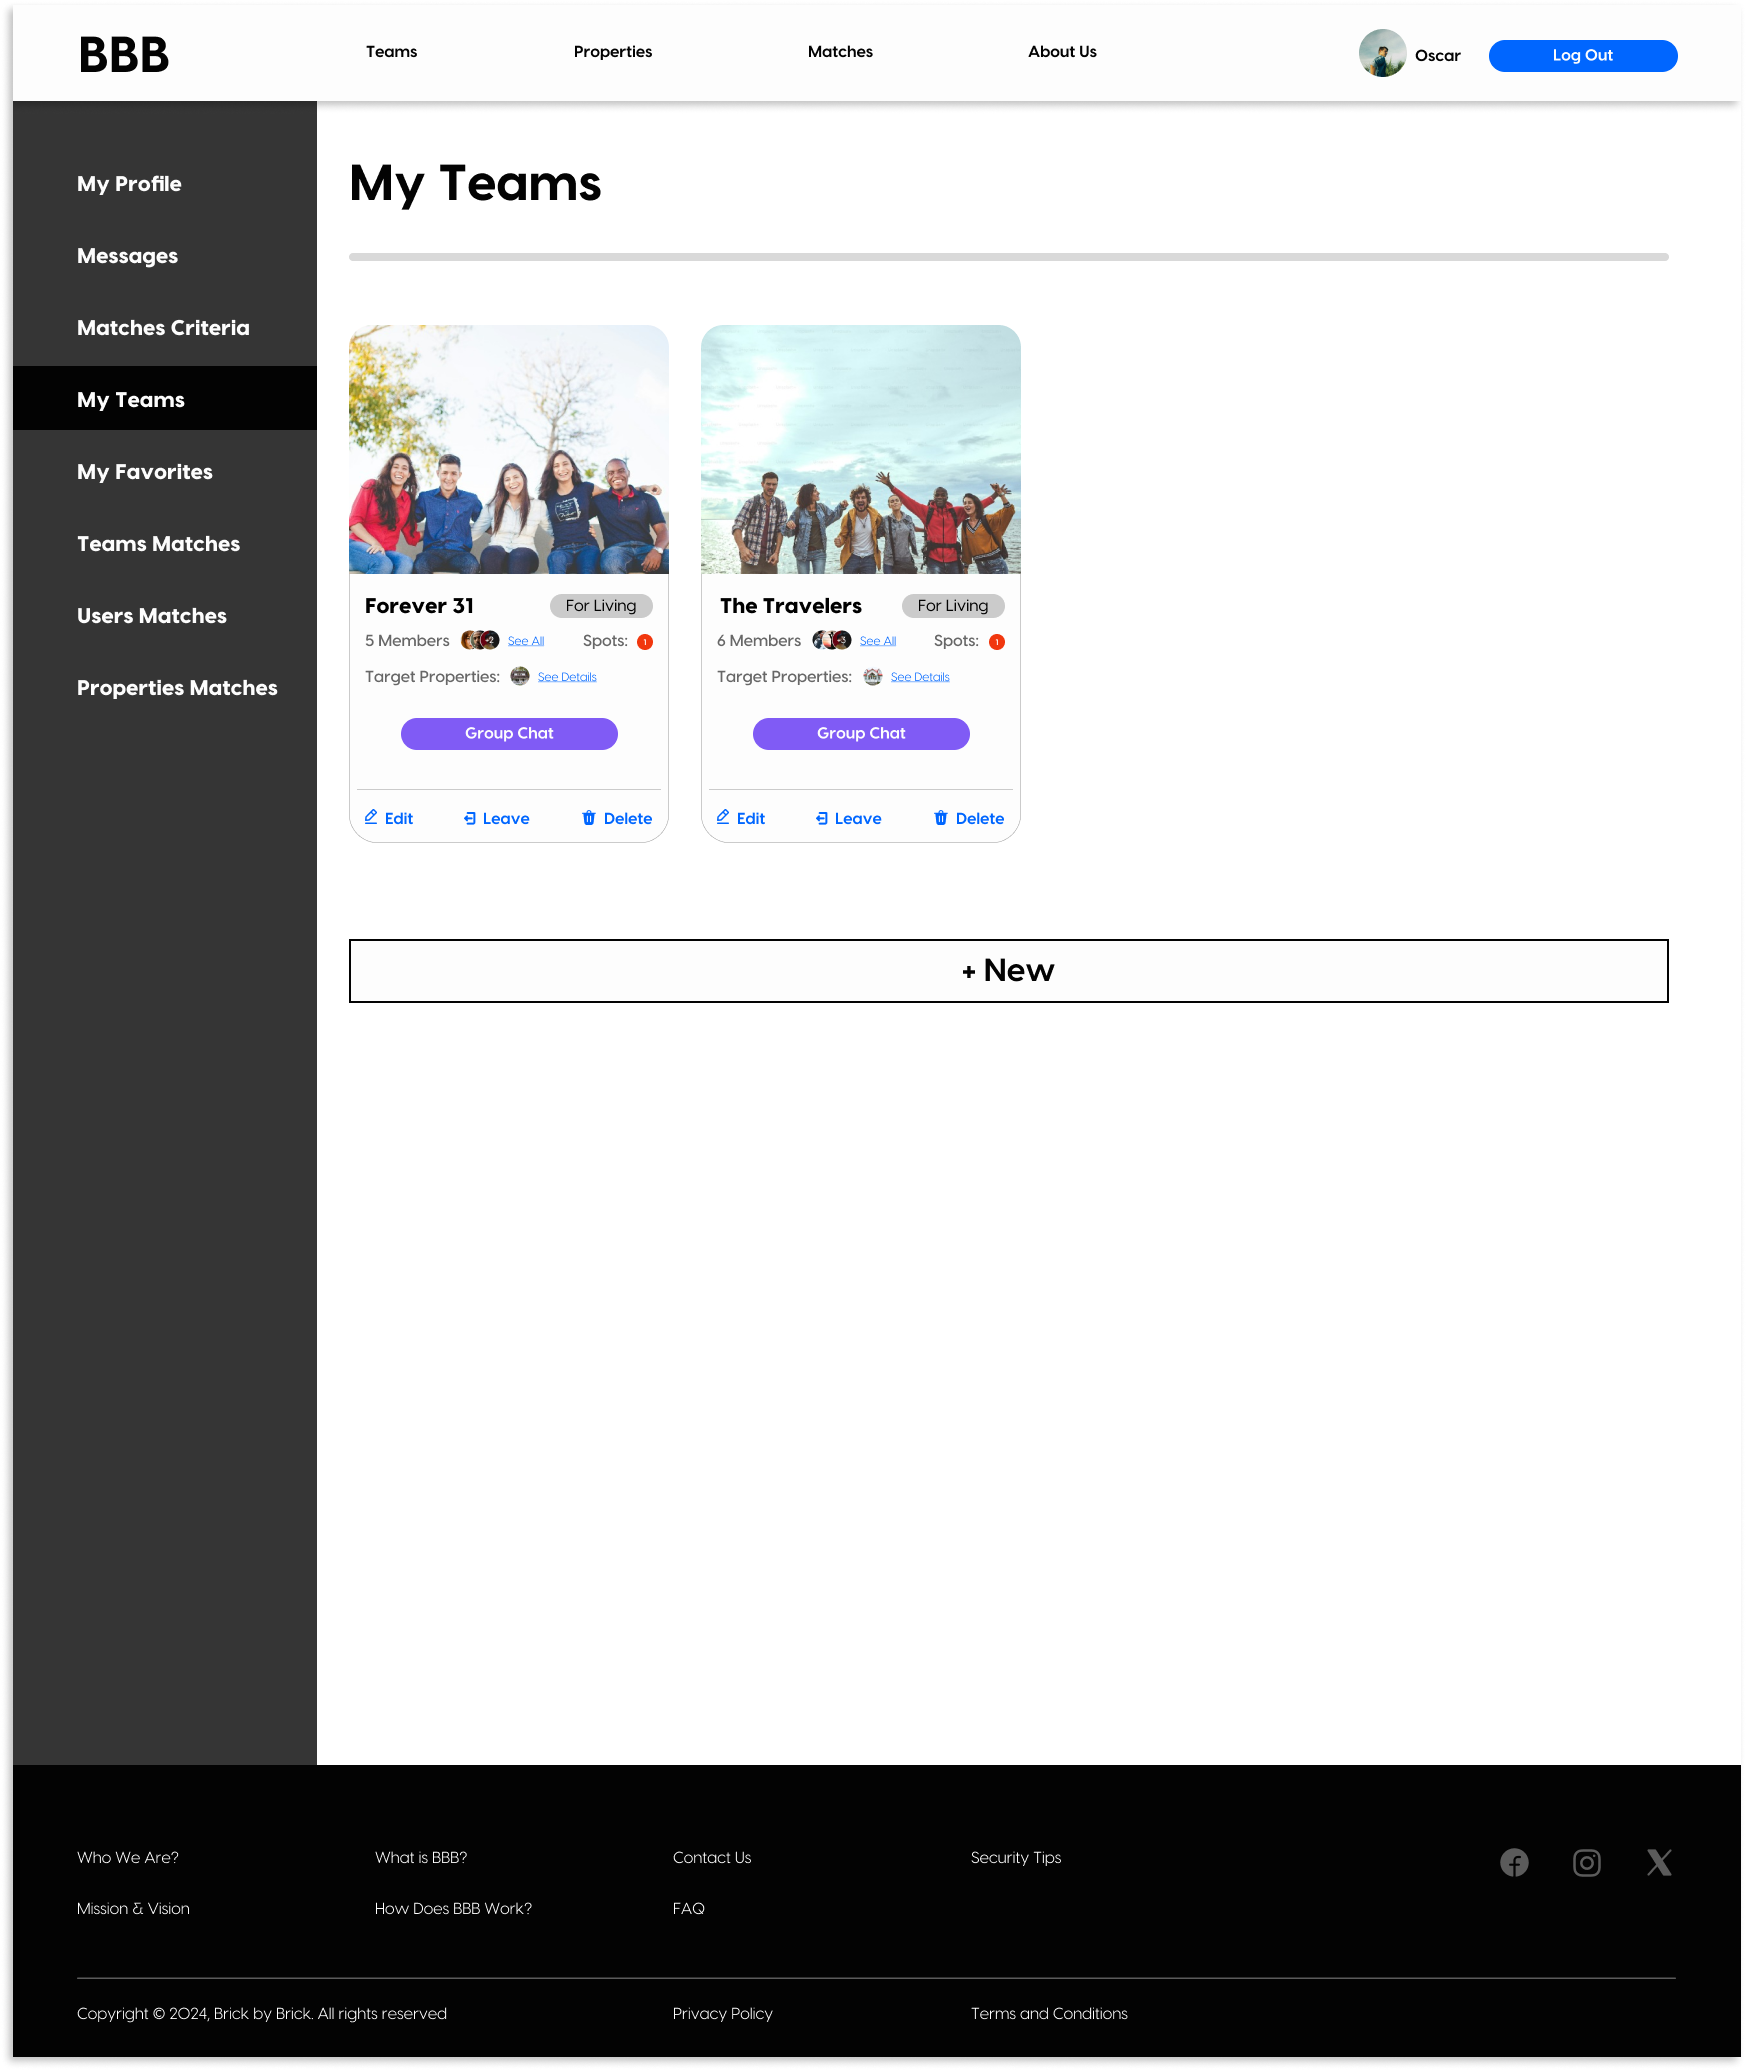 BBB
Teams
Properties
Matches
About Us
Oscar
Log Out
My Profile
Messages
Matches Criteria
My Teams
My Favorites
Teams Matches
Users Matches
Properties Matches
My Teams
Forever 31
For Living
5 Members
+2
See All
Spots:
1
Target Properties:
See Details
Group Chat
Edit
Leave
Delete
The Travelers
For Living
6 Members
+3
See All
Spots:
1
Target Properties:
See Details
Group Chat
Edit
Leave
Delete
+ New
Who We Are?
What is BBB?
Contact Us
Security Tips
Mission & Vision
How Does BBB Work?
FAQ
Copyright © 2024, Brick by Brick. All rights reserved
Privacy Policy
Terms and Conditions